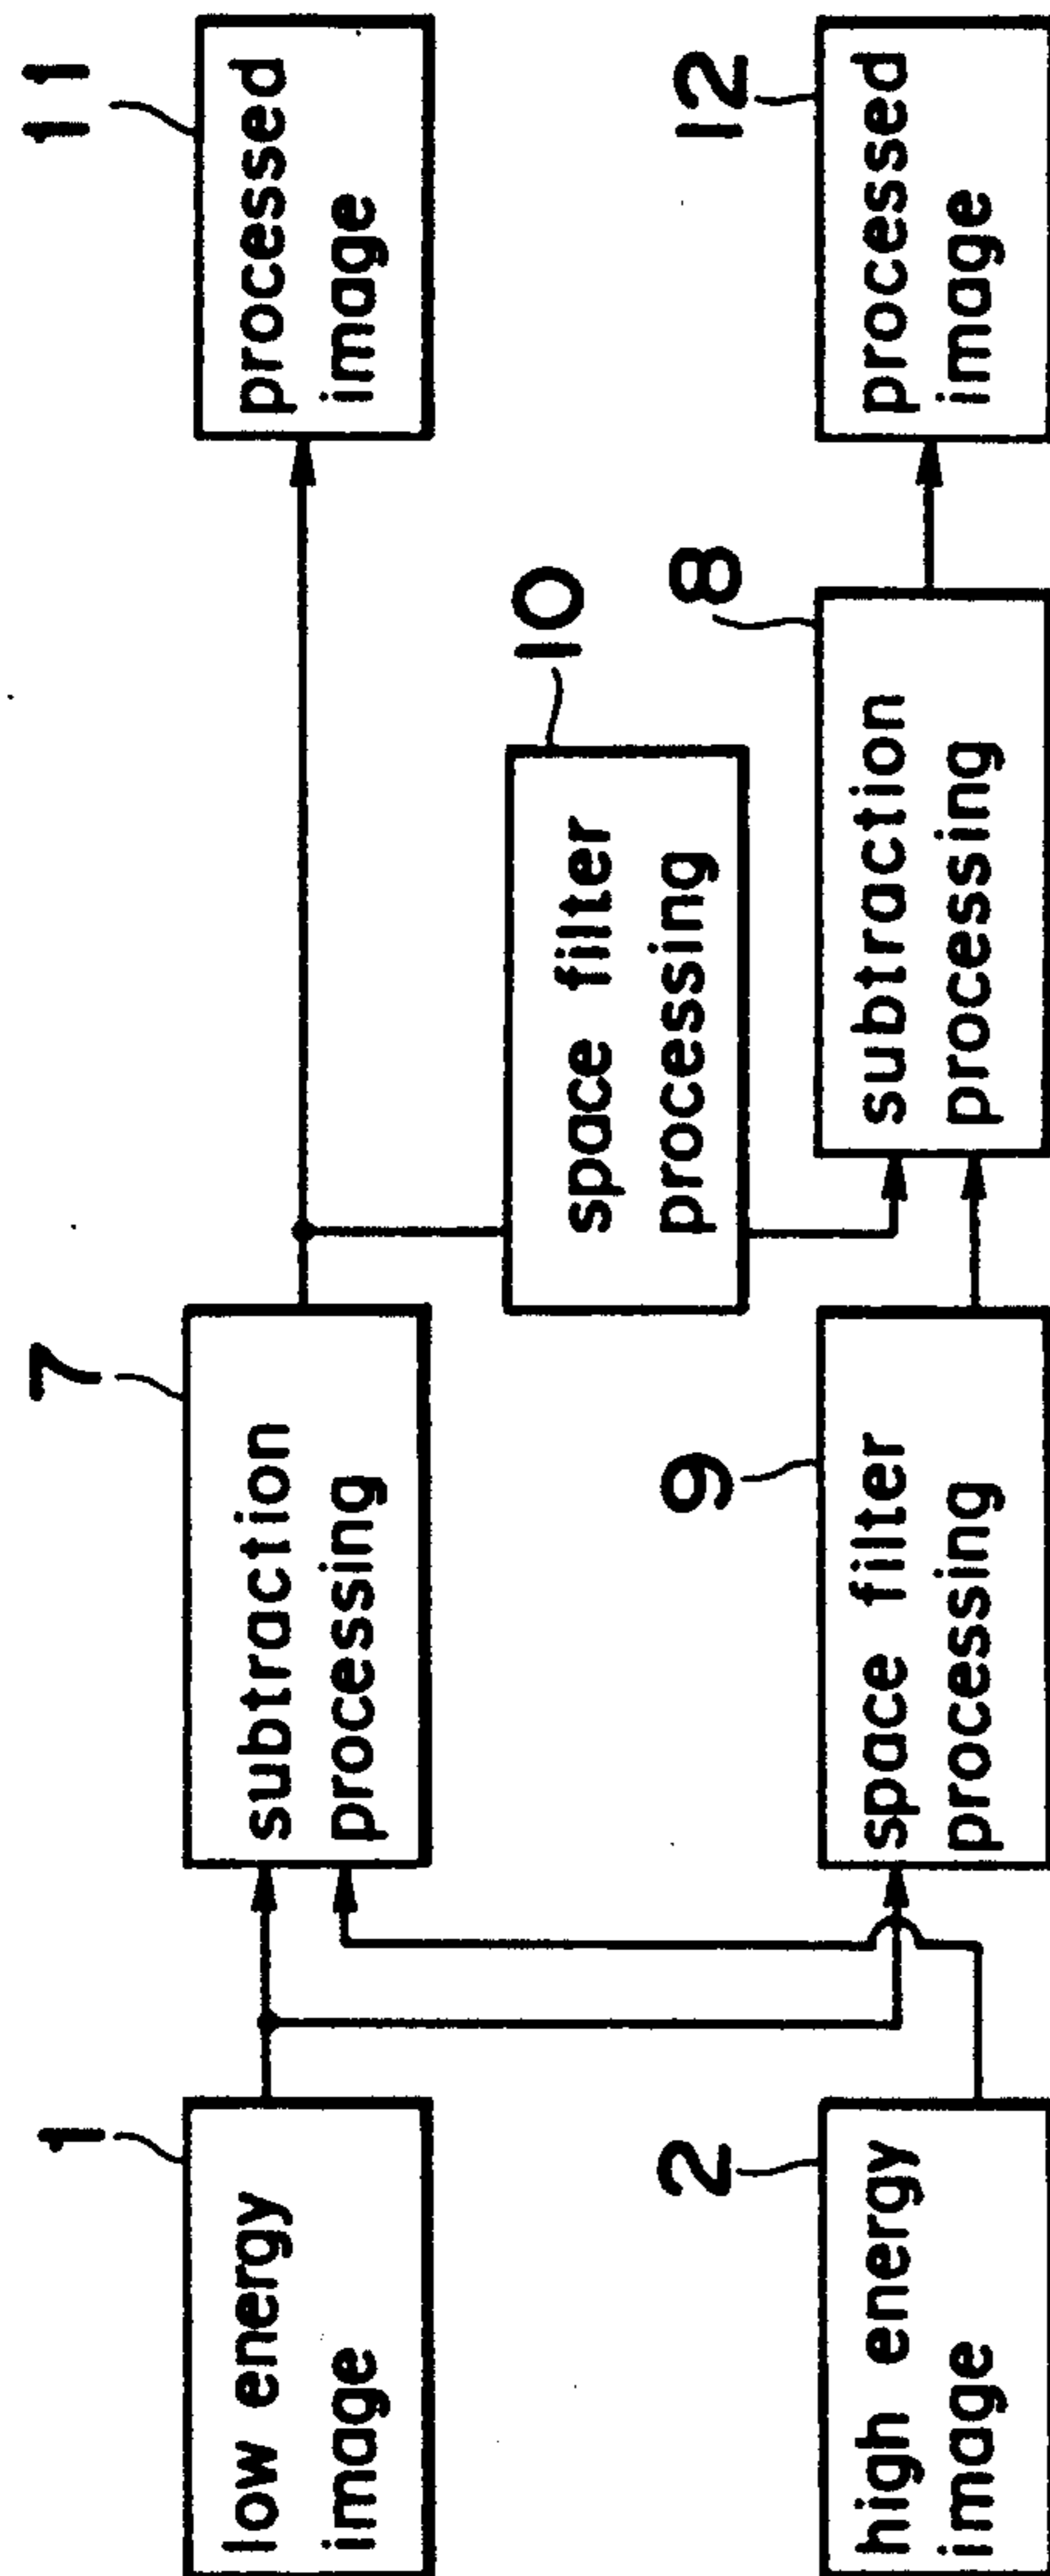 1
low energy
image
7
subtraction
processing
11
processed
image
10
space filter
processing
2
high energy
image
9
space filter
processing
8
subtraction
processing
12
processed
image